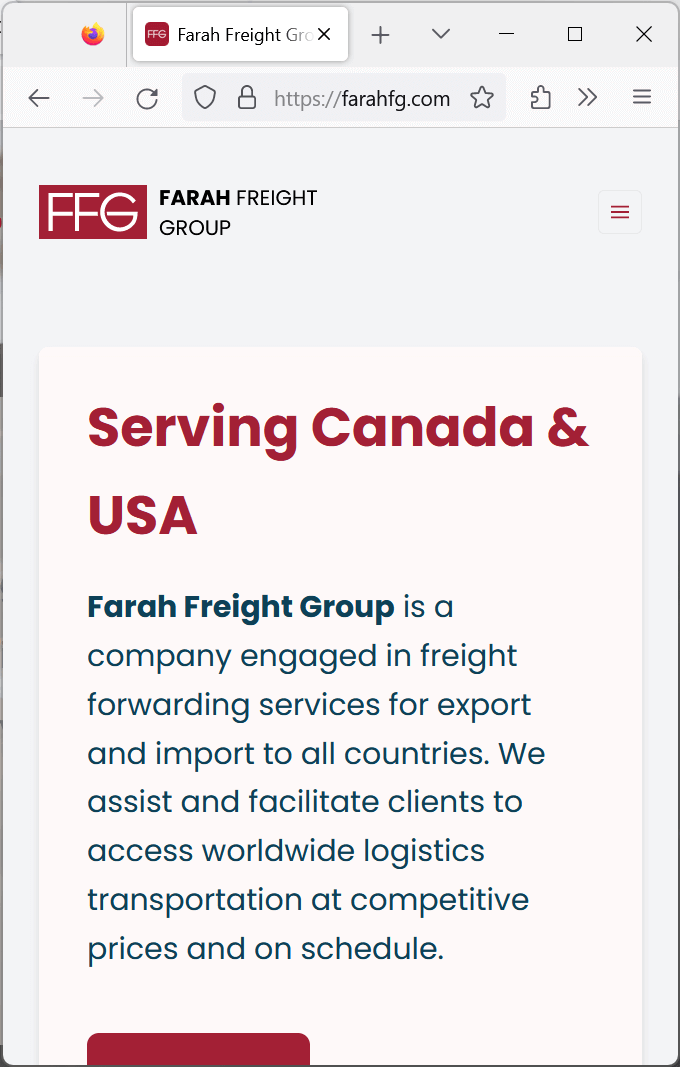 FFG
Farah Freight Gro
https://farahfg.com
FFG
FARAH FREIGHT
GROUP
Serving Canada &
USA
Farah Freight Group is a
company engaged in freight
forwarding services for export
and import to all countries. We
assist and facilitate clients to
access worldwide logistics
transportation at competitive
prices and on schedule.